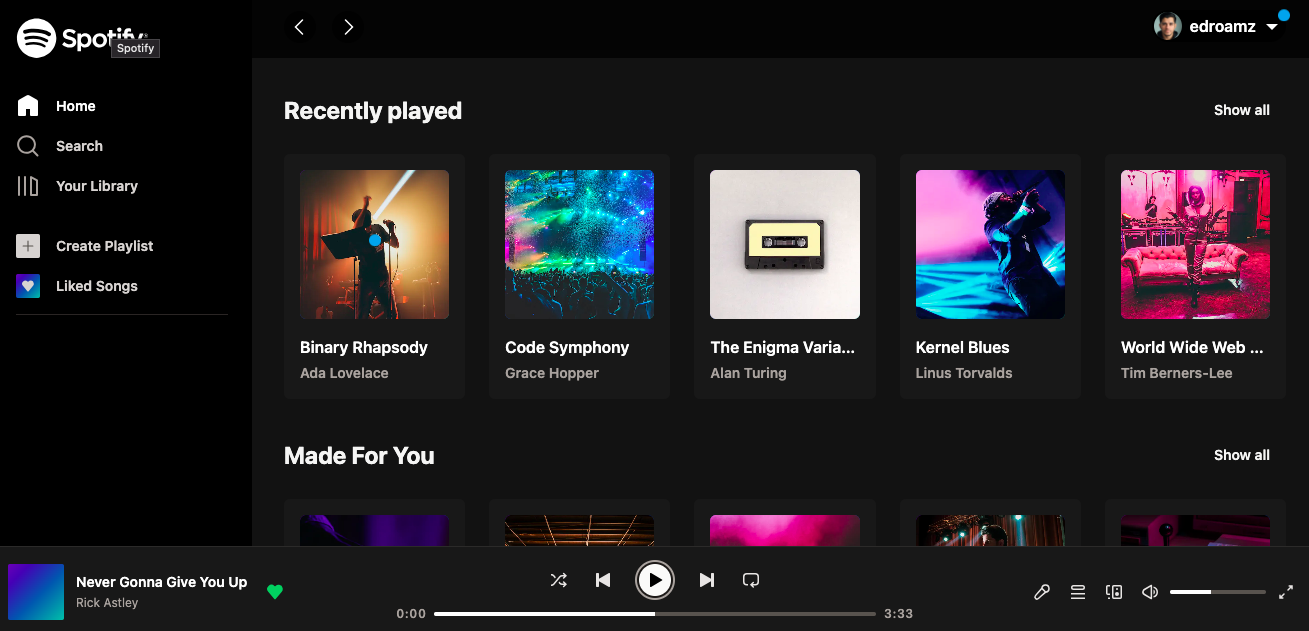 Spotify
Spotify
edroamz
Home
Search
Your Library
Create Playlist
Liked Songs
Recently played
Show all
Binary Rhapsody
Ada Lovelace
Code Symphony
Grace Hopper
The Enigma Varia...
Alan Turing
Kernel Blues
Linus Torvalds
World Wide Web ...
Tim Berners-Lee
Made For You
Show all
Never Gonna Give You Up
Rick Astley
0:00
3:33